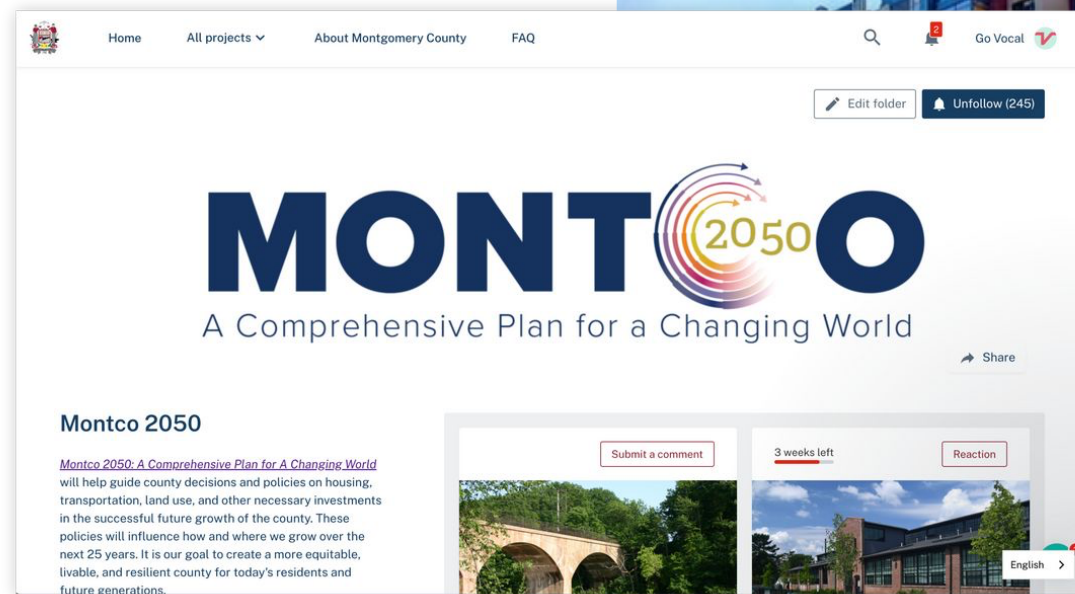 Home All projects About Montgomery County FAQ 2 Go Vocal
Edit folder Unfollow (245)
MONTCO
2050
A Comprehensive Plan for a Changing World
Share
Montco 2050
Montco 2050: A Comprehensive Plan for A Changing World
will help guide county decisions and policies on housing,
transportation, land use, and other necessary investments
in the successful future growth of the county. These
policies will influence how and where we grow over the
next 25 years. It is our goal to create a more equitable,
livable, and resilient county for today's residents and
future generations.
Submit a comment
3 weeks left Reaction
English